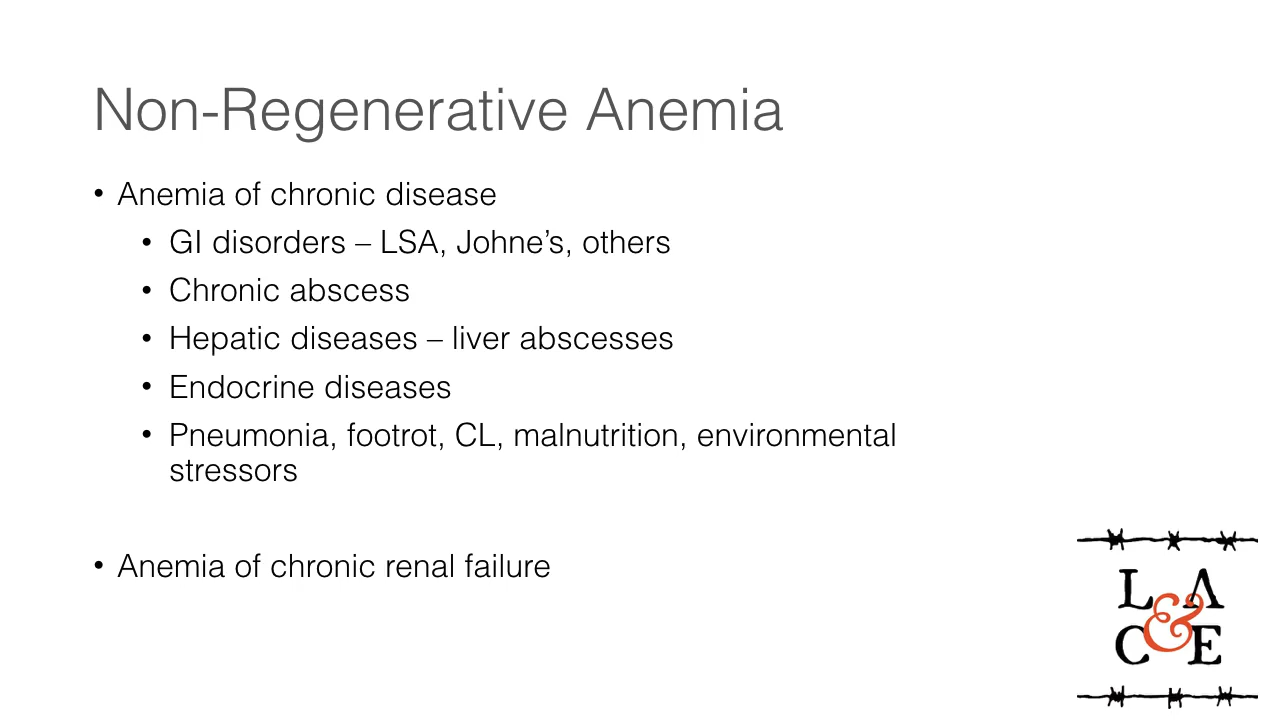 Non-Regenerative Anemia
• Anemia of chronic disease
• GI disorders – LSA, Johne’s, others
• Chronic abscess
• Hepatic diseases – liver abscesses
• Endocrine diseases
• Pneumonia, footrot, CL, malnutrition, environmental
stressors
• Anemia of chronic renal failure
L A
&
C E